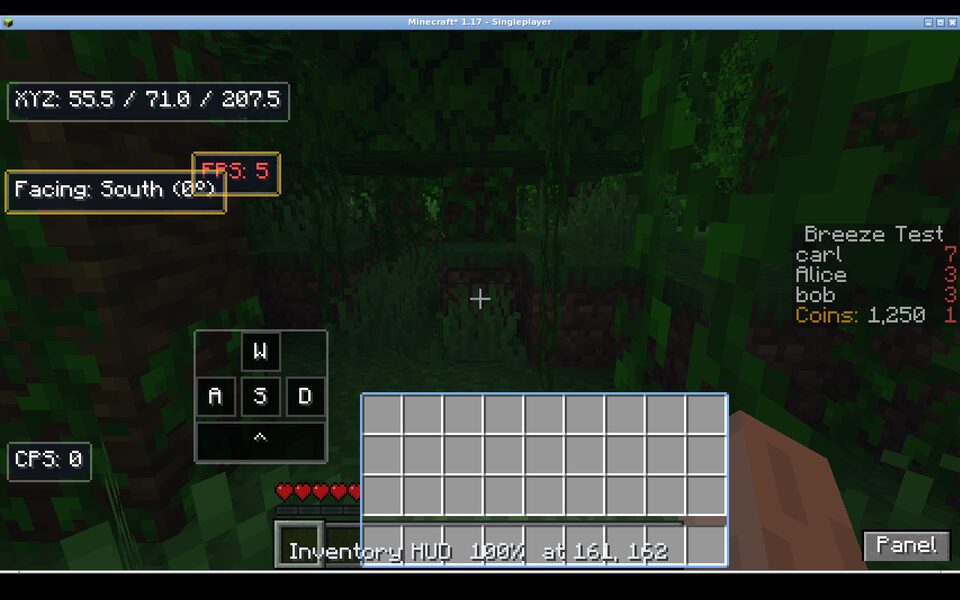 Minecraft* 1.17 - Singleplayer
XYZ: 55.5 / 71.0 / 207.5
FPS: 5
Facing: South (0°)
Breeze Test
carl 7
Alice 3
bob 3
Coins: 1,250 1
W
A S D
^
CPS: 0
Inventory HUD 100% at 161, 162
Panel